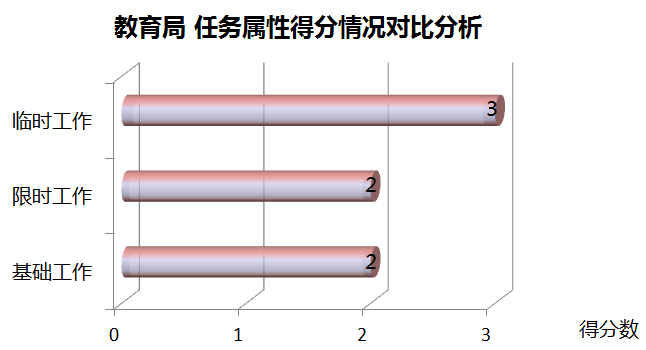 教育局 任务属性得分情况对比分析
临时工作
3
限时工作
2
基础工作
2
0 1 2 3
得分数